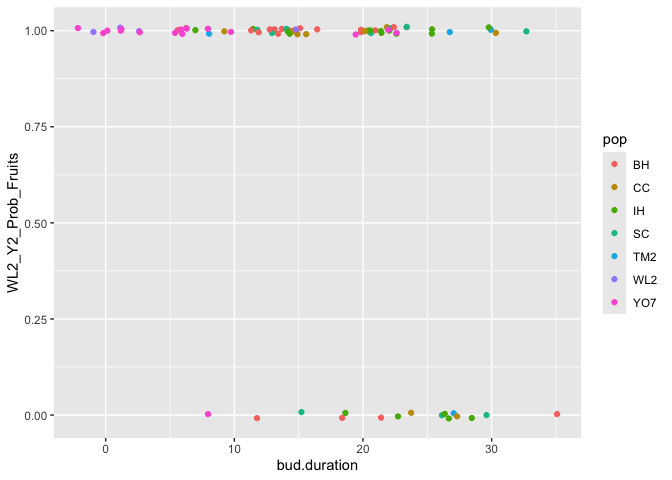 1.00
0.75
0.50
0.25
0.00
WL2_Y2_Prob_Fruits
0
10
20
30
bud.duration
pop
BH
CC
IH
SC
TM2
WL2
YO7